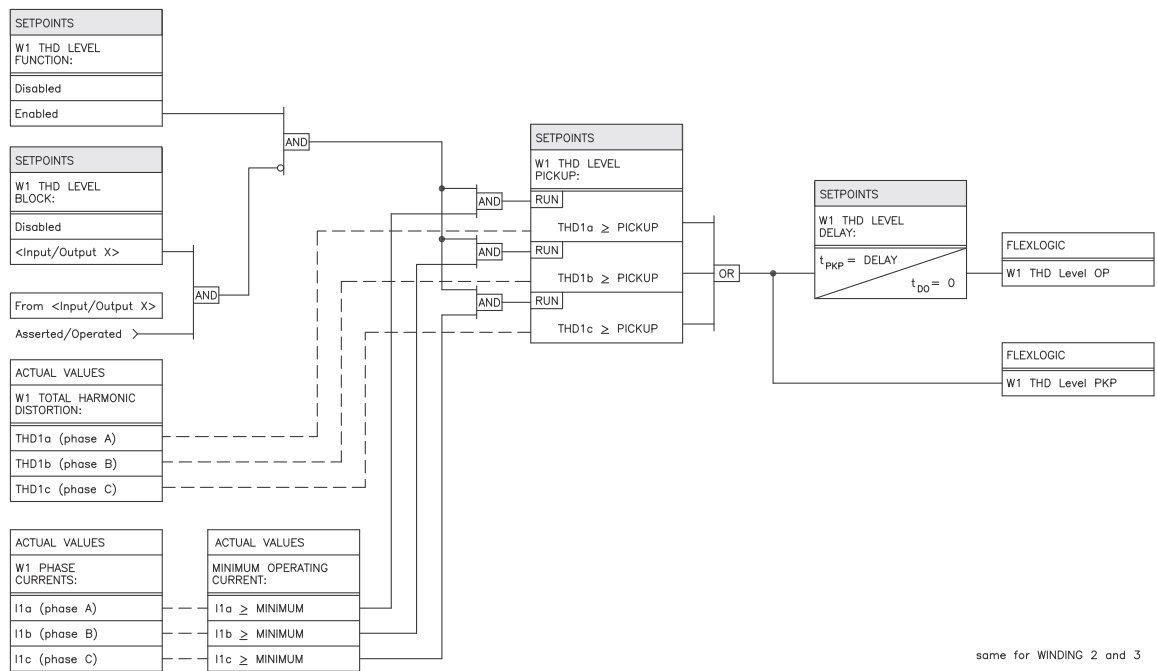 SETPOINTS
W1 THD LEVEL
FUNCTION:
Disabled
Enabled
SETPOINTS
W1 THD LEVEL
BLOCK:
Disabled
<Input/Output X>
From <Input/Output X>
Asserted/Operated
AND
AND
ACTUAL VALUES
W1 TOTAL HARMONIC
DISTORTION:
THD1a (phase A)
THD1b (phase B)
THD1c (phase C)
ACTUAL VALUES
W1 PHASE
CURRENTS:
I1a (phase A)
I1b (phase B)
I1c (phase C)
ACTUAL VALUES
MINIMUM OPERATING
CURRENT:
I1a ≥ MINIMUM
I1b ≥ MINIMUM
I1c ≥ MINIMUM
AND
AND
AND
SETPOINTS
W1 THD LEVEL
PICKUP:
RUN
THD1a ≥ PICKUP
RUN
THD1b ≥ PICKUP
RUN
THD1c ≥ PICKUP
OR
SETPOINTS
W1 THD LEVEL
DELAY:
tPKP = DELAY
tDO = 0
FLEXLOGIC
W1 THD Level OP
FLEXLOGIC
W1 THD Level PKP
same for WINDING 2 and 3